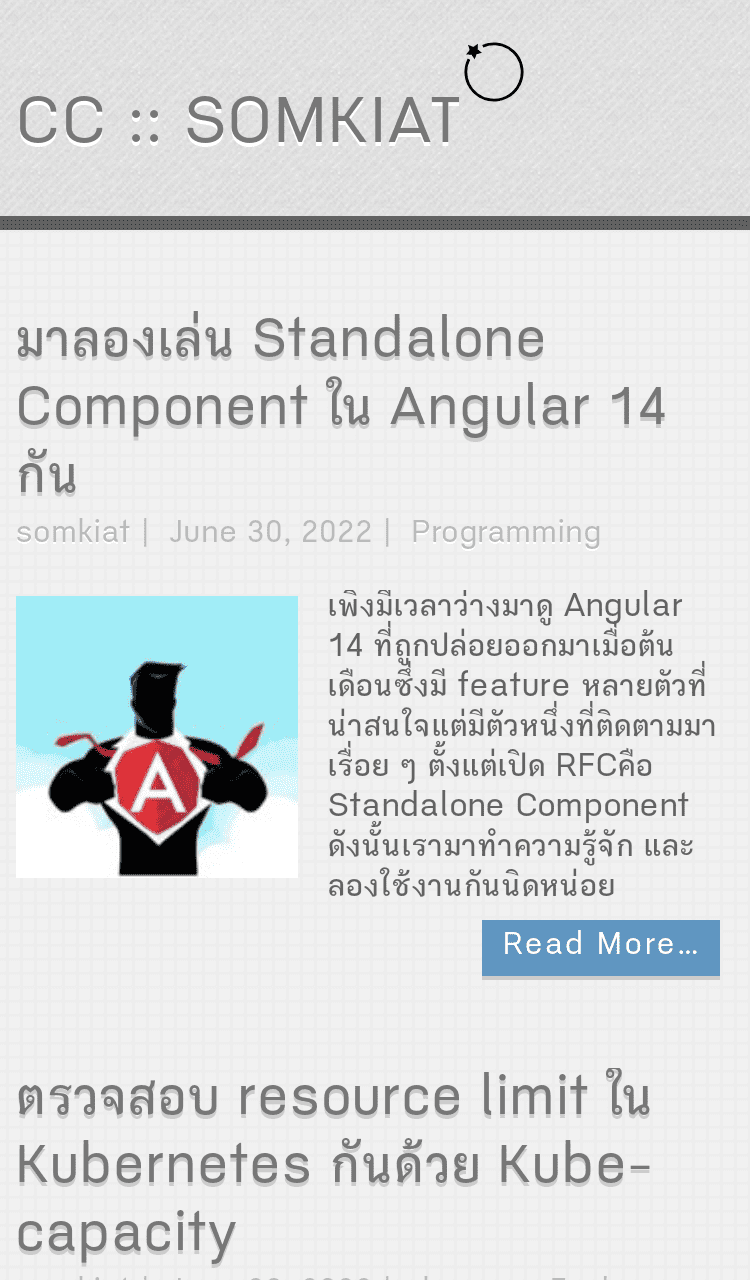 CC :: SOMKIAT
มาลองเล่น Standalone
Component ใน Angular 14
กัน
somkiat | June 30, 2022 | Programming
เพิงมีเวลาว่างมาดู Angular
14 ที่ถูกปล่อยออกมาเมื่อต้น
เดือนซึ่งมี feature หลายตัวที่
น่าสนใจแต่มีตัวหนึ่งที่ติดตามมา
เรื่อย ๆ ตั้งแต่เปิด RFCคือ
Standalone Component
ดังนั้นเรามาทำความรู้จัก และ
ลองใช้งานกันนิดหน่อย
A
Read More...
ตรวจสอบ resource limit ใน
Kubernetes กันด้วย Kube-
capacity